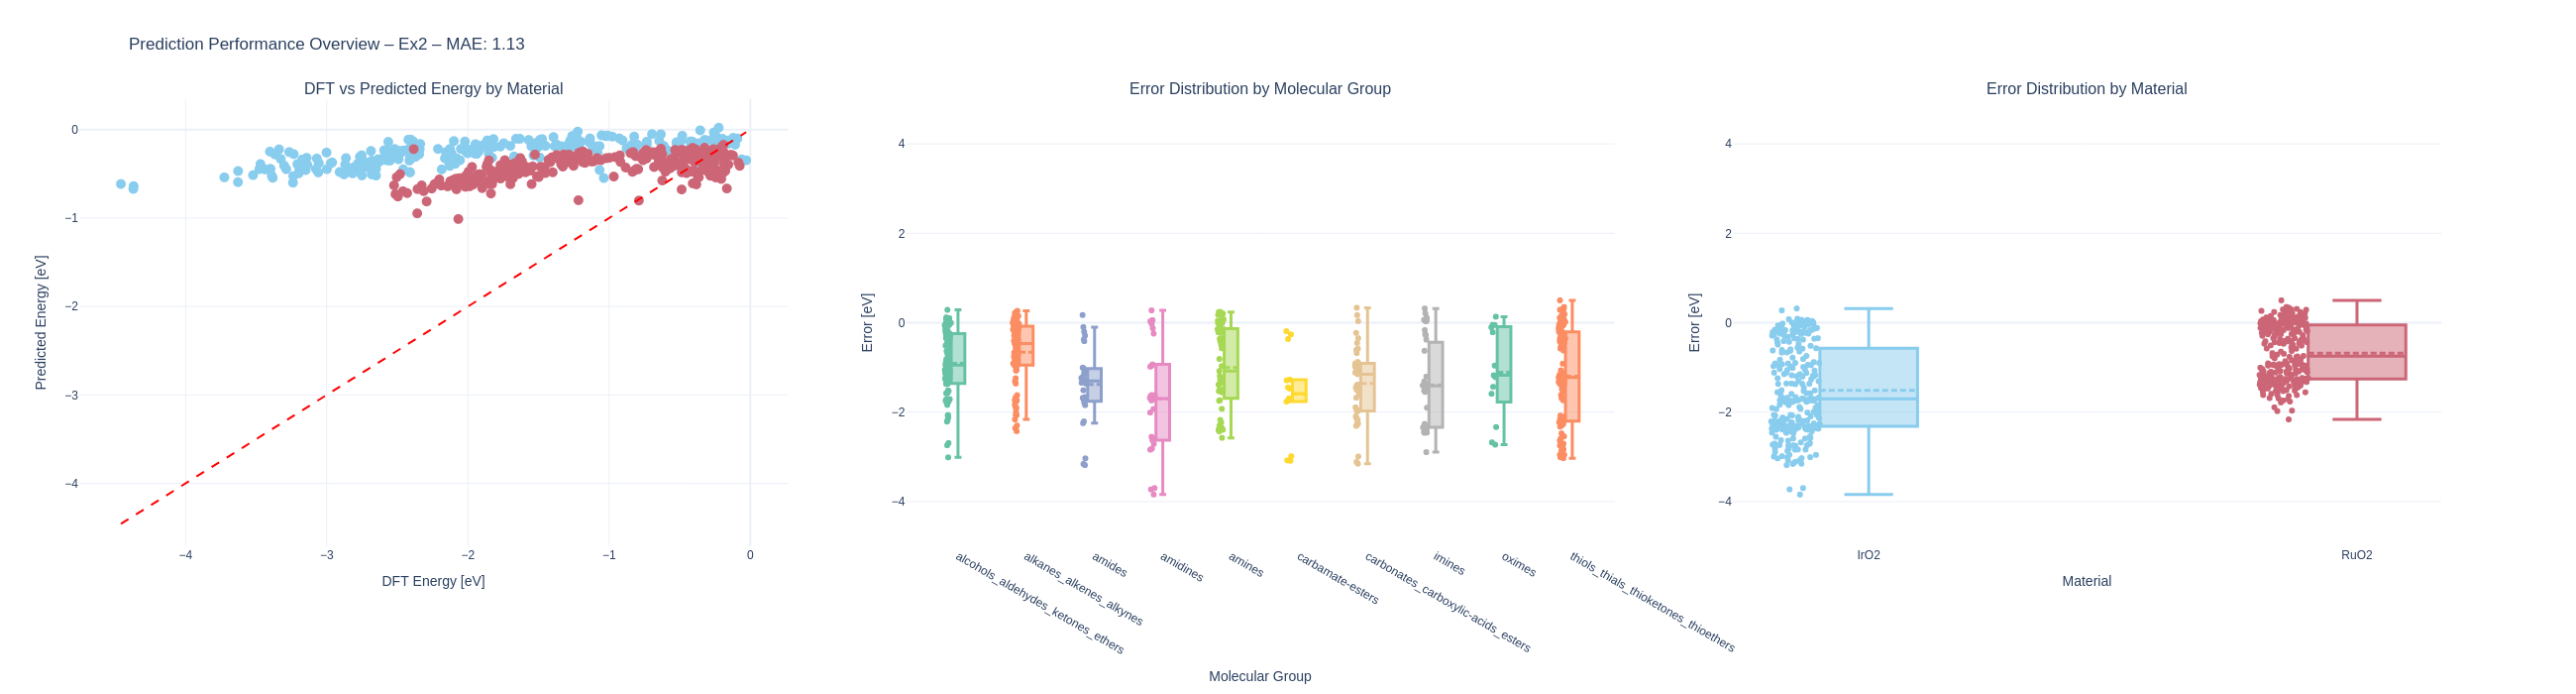 Prediction Performance Overview – Ex2 – MAE: 1.13
DFT vs Predicted Energy by Material
0
−1
−2
−3
−4
Predicted Energy [eV]
−4
−3
−2
−1
0
DFT Energy [eV]
Error Distribution by Molecular Group
4
2
0
−2
−4
Error [eV]
alcohols_aldehydes_ketones_ethers
alkanes_alkenes_alkynes
amides
amidines
amines
carbamate-esters
carbonates_carboxylic-acids_esters
imines
oximes
thiols_thials_thioketones_thioethers
Molecular Group
Error Distribution by Material
4
2
0
−2
−4
Error [eV]
IrO2
RuO2
Material